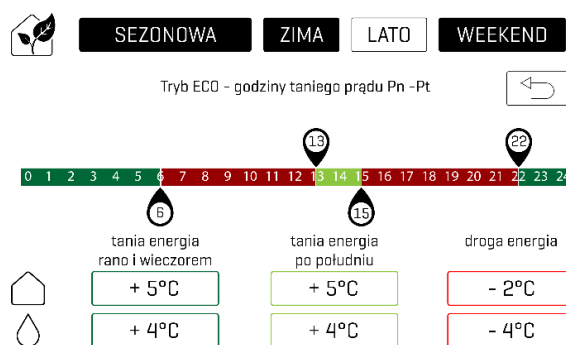 SEZONOWA ZIMA LATO WEEKEND
Tryb ECO - godziny taniego prądu Pn -Pt
13 22
0 1 2 3 4 5 6 7 8 9 10 11 12 13 14 15 16 17 18 19 20 21 22 23 24
6 15
tania energia tania energia droga energia
rano i wieczorem po południu
+ 5°C + 5°C - 2°C
+ 4°C + 4°C - 4°C